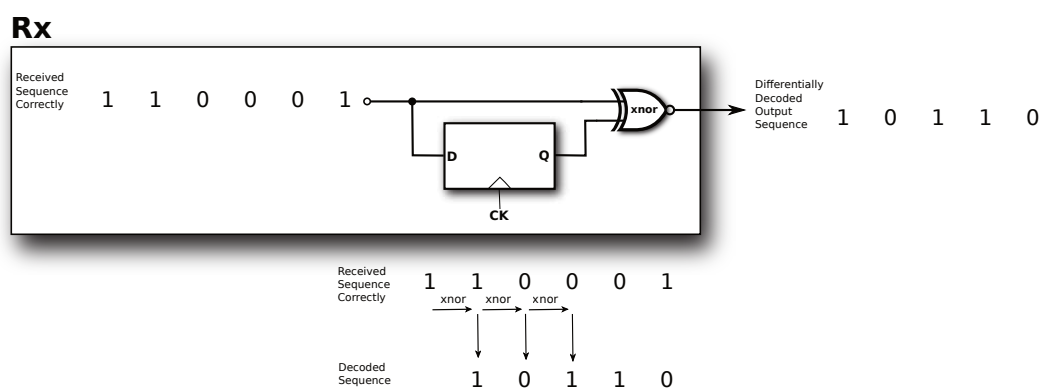 Rx
Received
Sequence
Correctly
1 1 0 0 0 1
xnor
D Q
CK
Differentially
Decoded
Output
Sequence
1 0 1 1 0
Received
Sequence
Correctly
1 1 0 0 0 1
xnor xnor xnor
Decoded
Sequence
1 0 1 1 0